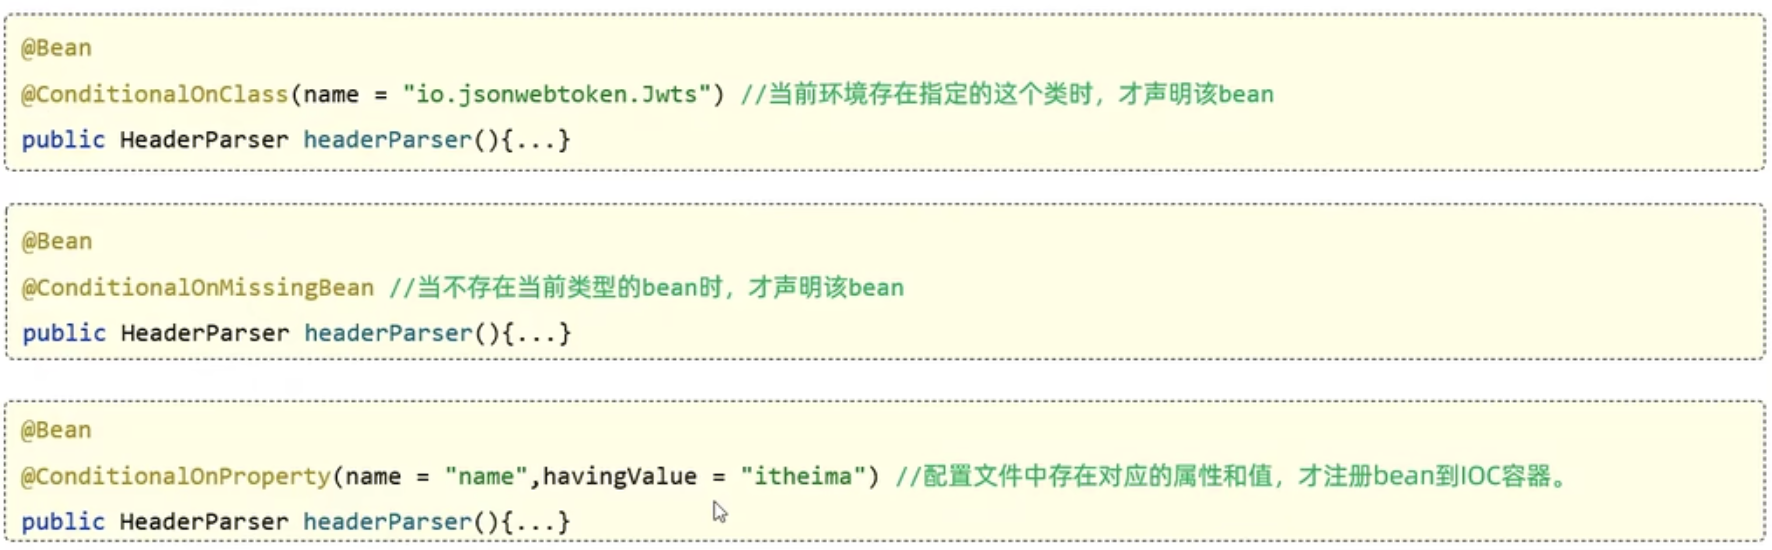 @Bean
@ConditionalOnClass(name = "io.jsonwebtoken.Jwts") //当前环境存在指定的这个类时，才声明该bean
public HeaderParser headerParser(){...}
@Bean
@ConditionalOnMissingBean //当不存在当前类型的bean时，才声明该bean
public HeaderParser headerParser(){...}
@Bean
@ConditionalOnProperty(name = "name",havingValue = "itheima") //配置文件中存在对应的属性和值，才注册bean到IOC容器。
public HeaderParser headerParser(){...}